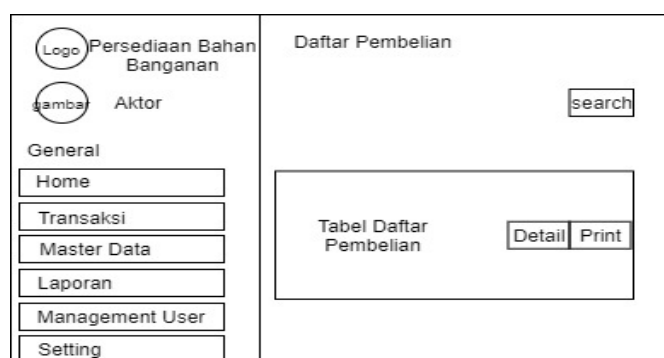 Logo
Persediaan Bahan
Banganan
gambar
Aktor
General
Home
Transaksi
Master Data
Laporan
Management User
Setting
Daftar Pembelian
search
Tabel Daftar
Pembelian
Detail
Print